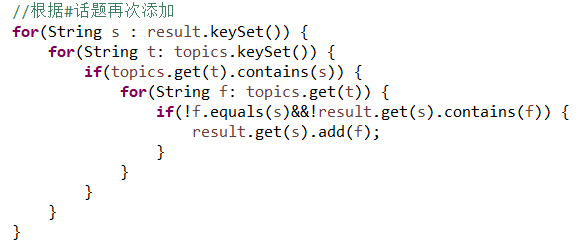 //根据#话题再次添加
for(String s : result.keySet()) {
    for(String t: topics.keySet()) {
        if(topics.get(t).contains(s)) {
            for(String f: topics.get(t)) {
                if(!f.equals(s)&&!result.get(s).contains(f)) {
                    result.get(s).add(f);
                }
            }
        }
    }
}